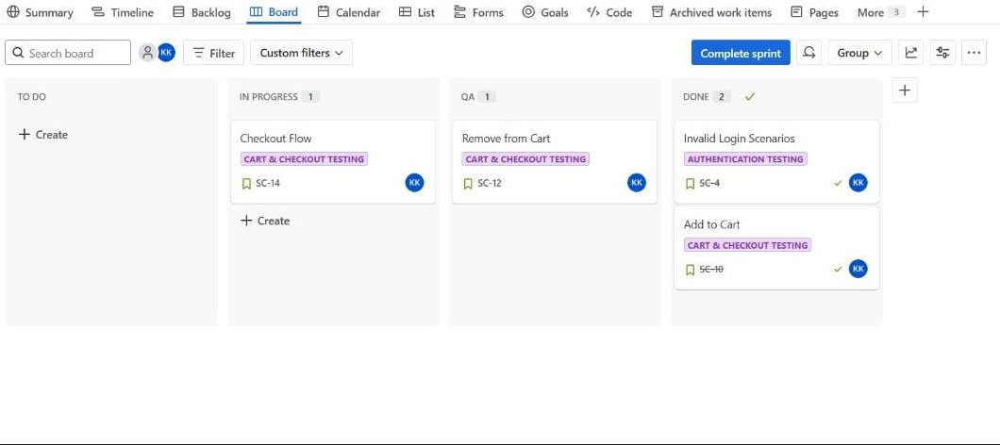 Summary Timeline Backlog Board Calendar List Forms Goals Code Archived work items Pages More 3
Search board KK Filter Custom filters Complete sprint Group
TO DO
Create
IN PROGRESS 1
Checkout Flow
CART & CHECKOUT TESTING
SC-14 KK
Create
QA 1
Remove from Cart
CART & CHECKOUT TESTING
SC-12 KK
DONE 2
Invalid Login Scenarios
AUTHENTICATION TESTING
SC-4 KK
Add to Cart
CART & CHECKOUT TESTING
SC-10 KK